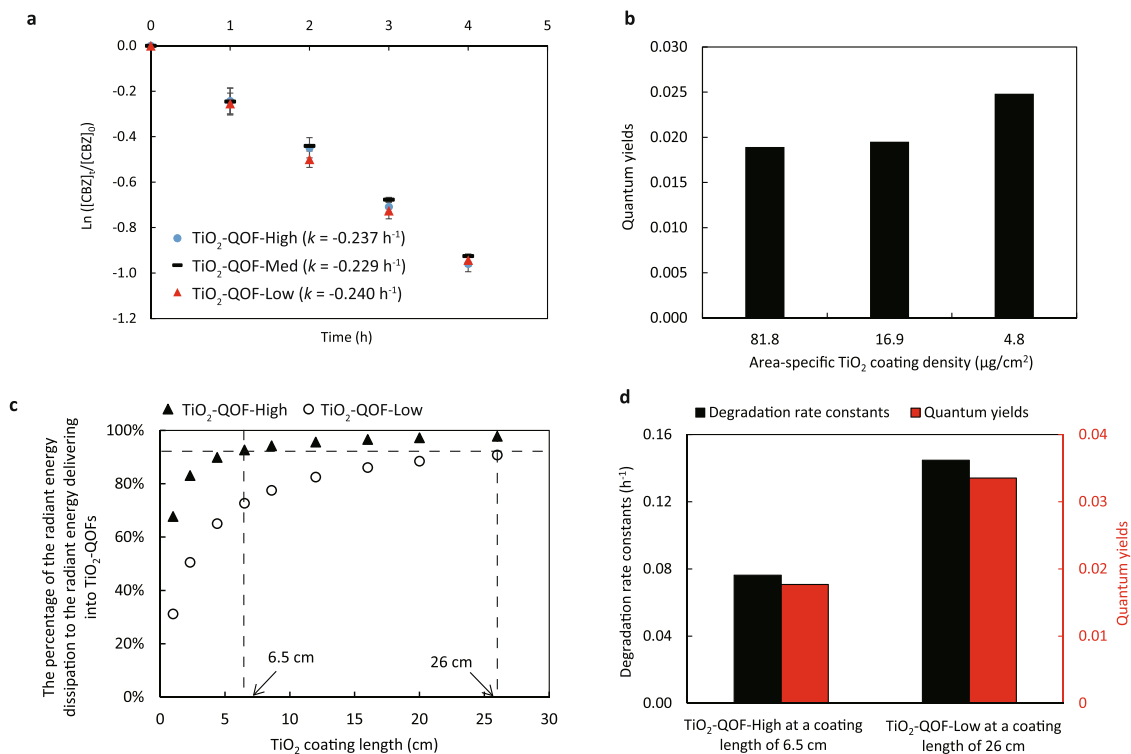 a
0 1 2 3 4 5
0.0
-0.2
-0.4
-0.6
-0.8
-1.0
-1.2
Ln ([CBZ]t/[CBZ]0)
TiO2-QOF-High (k = -0.237 h-1)
TiO2-QOF-Med (k = -0.229 h-1)
TiO2-QOF-Low (k = -0.240 h-1)
Time (h)
b
0.030
0.025
0.020
0.015
0.010
0.005
0.000
Quantum yields
81.8 16.9 4.8
Area-specific TiO2 coating density (µg/cm2)
c
TiO2-QOF-High TiO2-QOF-Low
100%
80%
60%
40%
20%
0%
The percentage of the radiant energy
dissipation to the radiant energy delivering
into TiO2-QOFs
6.5 cm
26 cm
0 5 10 15 20 25 30
TiO2 coating length (cm)
d
Degradation rate constants Quantum yields
0.16
0.12
0.08
0.04
0.00
Degradation rate constants (h-1)
0.04
0.03
0.02
0.01
0
Quantum yields
TiO2-QOF-High at a coating
length of 6.5 cm
TiO2-QOF-Low at a coating
length of 26 cm